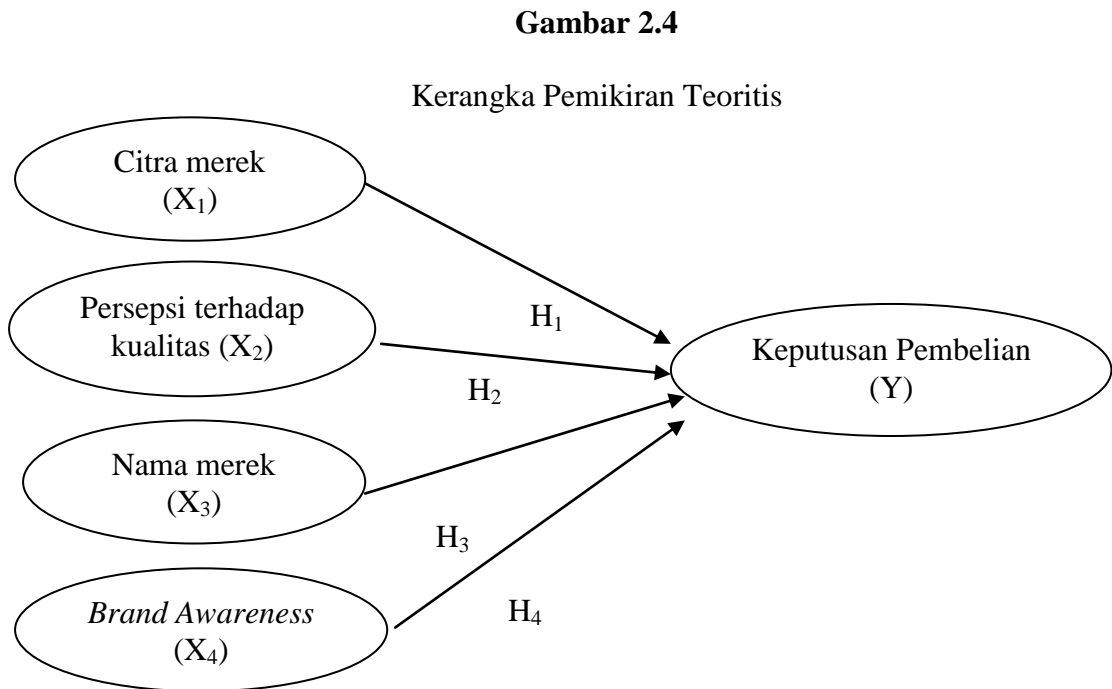 Gambar 2.4
Kerangka Pemikiran Teoritis
Citra merek
(X₁)
Persepsi terhadap
kualitas (X₂)
Nama merek
(X₃)
Brand Awareness
(X₄)
H₁
H₂
H₃
H₄
Keputusan Pembelian
(Y)